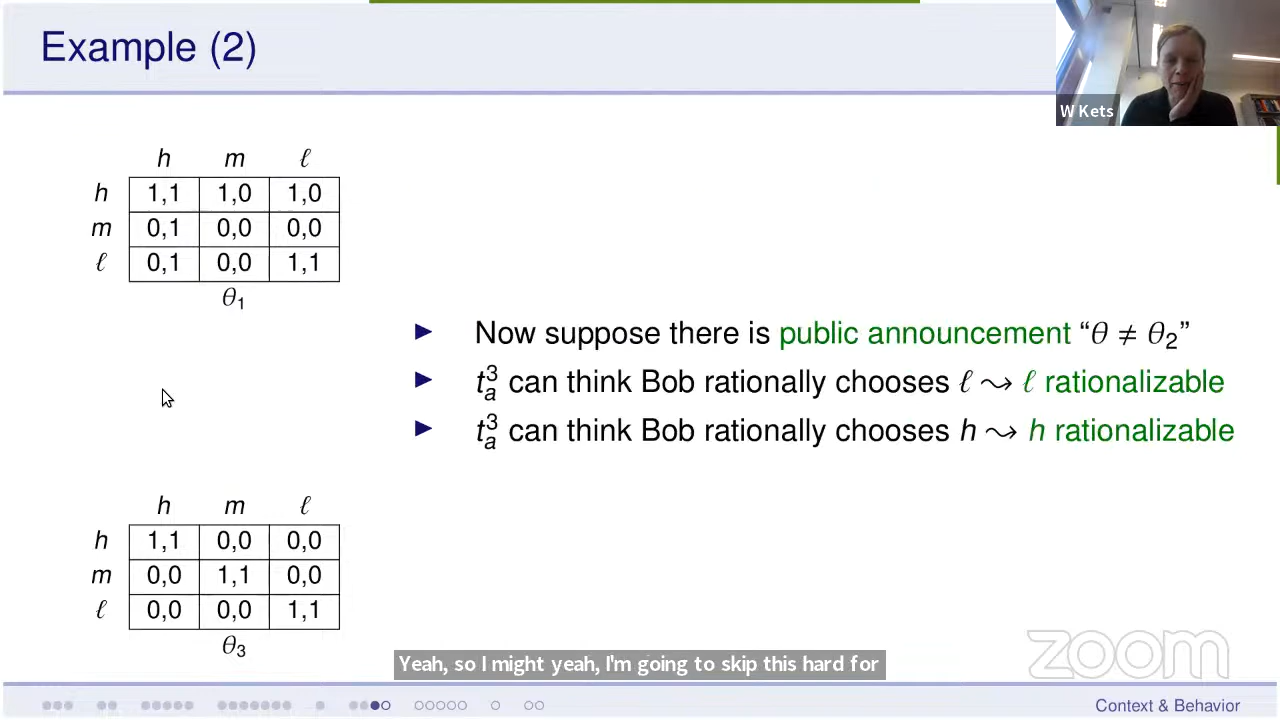 Example (2)
W Kets
h m ℓ
h 1,1 1,0 1,0
m 0,1 0,0 0,0
ℓ 0,1 0,0 1,1
θ₁
▶ Now suppose there is public announcement “θ ≠ θ₂”
▶ tₐ³ can think Bob rationally chooses ℓ ⤳ ℓ rationalizable
▶ tₐ³ can think Bob rationally chooses h ⤳ h rationalizable
h m ℓ
h 1,1 0,0 0,0
m 0,0 1,1 0,0
ℓ 0,0 0,0 1,1
θ₃
Yeah, so I might yeah, I'm going to skip this hard for
zoom
Context & Behavior